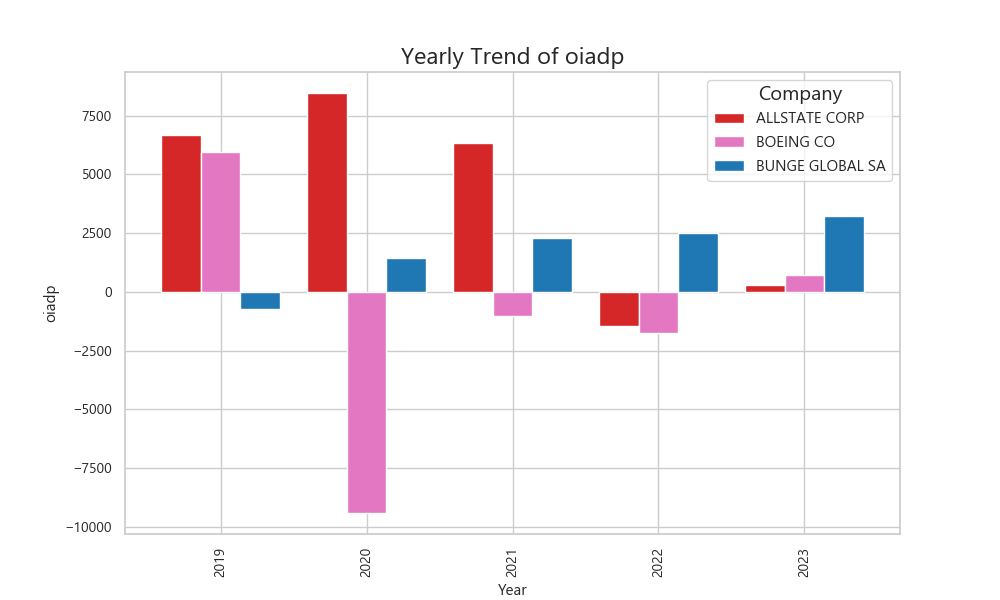 Yearly Trend of oiadp
Company
ALLSTATE CORP
BOEING CO
BUNGE GLOBAL SA
7500
5000
2500
0
−2500
−5000
−7500
−10000
oiadp
2019
2020
2021
2022
2023
Year